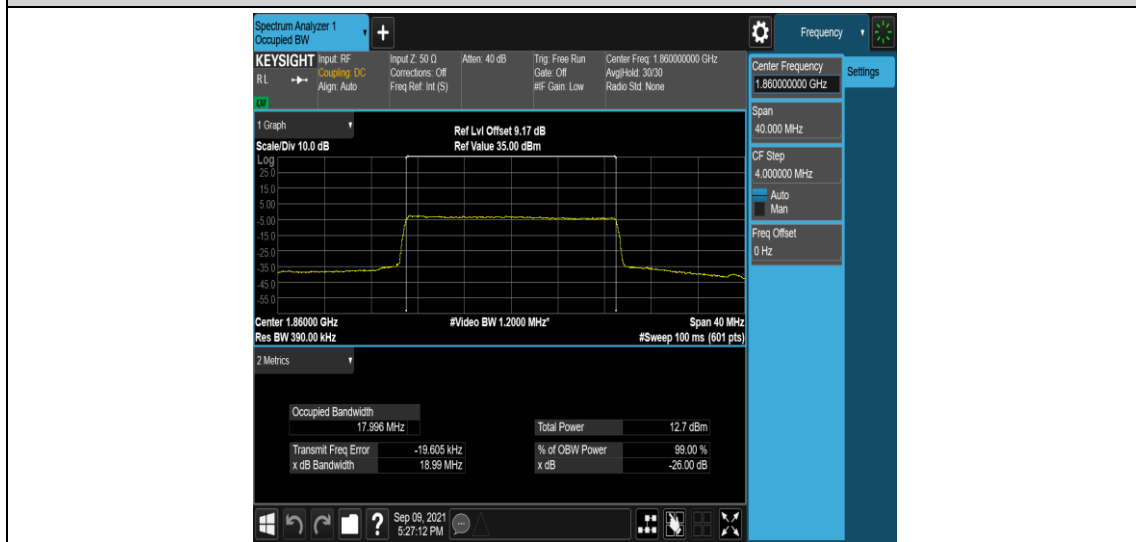 Spectrum Analyzer 1
Occupied BW
+
Frequency
KEYSIGHT Input: RF Input Z: 50 Ω Atten: 40 dB Trig: Free Run Center Freq: 1.860000000 GHz
RL Coupling: DC Corrections: Off Gate: Off Avg|Hold: 30/30
Align: Auto Freq Ref: Int (S) #IF Gain: Low Radio Std: None
LXI
Center Frequency
1.860000000 GHz
Settings
Span
40.000 MHz
CF Step
4.000000 MHz
Auto
Man
Freq Offset
0 Hz
1 Graph
Ref Lvl Offset 9.17 dB
Scale/Div 10.0 dB Ref Value 35.00 dBm
Log
25.0
15.0
5.00
-5.00
-15.0
-25.0
-35.0
-45.0
-55.0
Center 1.86000 GHz #Video BW 1.2000 MHz* Span 40 MHz
Res BW 390.00 kHz #Sweep 100 ms (601 pts)
2 Metrics
Occupied Bandwidth
17.996 MHz Total Power 12.7 dBm
Transmit Freq Error -19.605 kHz % of OBW Power 99.00 %
x dB Bandwidth 18.99 MHz x dB -26.00 dB
? Sep 09, 2021
5:27:12 PM